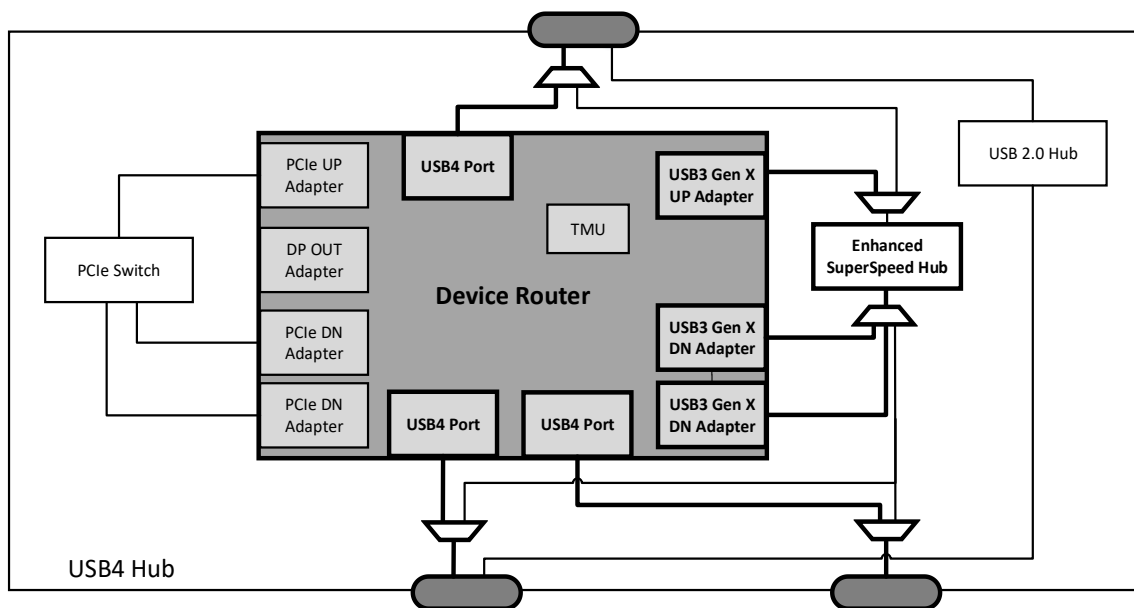 USB4 Port
PCIe UP
Adapter
USB3 Gen X
UP Adapter
USB 2.0 Hub
TMU
DP OUT
Adapter
PCIe Switch
Enhanced
SuperSpeed Hub
Device Router
PCIe DN
Adapter
USB3 Gen X
DN Adapter
PCIe DN
Adapter
USB4 Port
USB4 Port
USB3 Gen X
DN Adapter
USB4 Hub